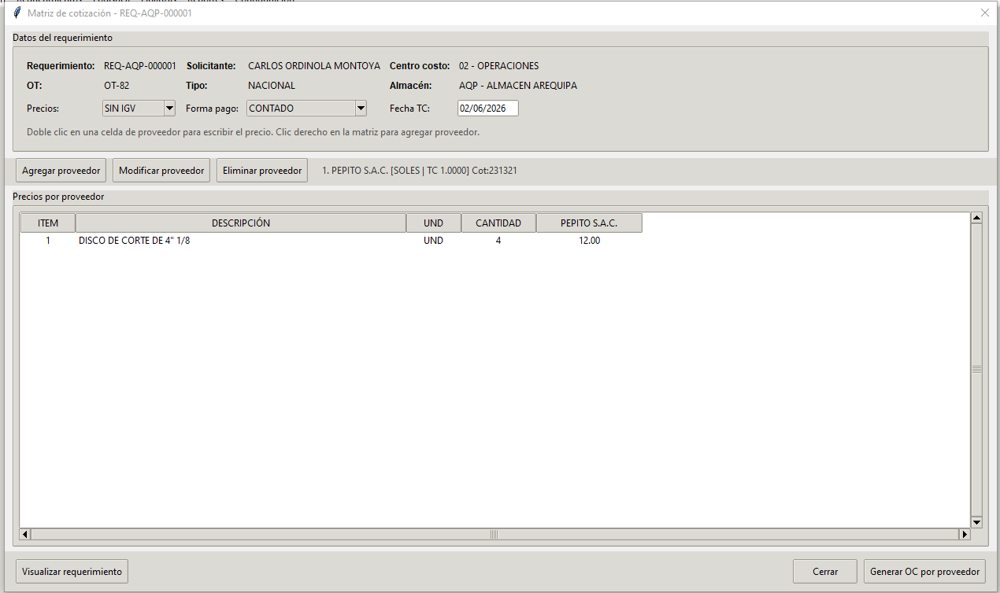 Matriz de cotización - REQ-AQP-000001
Datos del requerimiento
Requerimiento: REQ-AQP-000001 Solicitante: CARLOS ORDINOLA MONTOYA Centro costo: 02 - OPERACIONES
OT: OT-82 Tipo: NACIONAL Almacén: AQP - ALMACEN AREQUIPA
Precios: SIN IGV Forma pago: CONTADO Fecha TC: 02/06/2026
Doble clic en una celda de proveedor para escribir el precio. Clic derecho en la matriz para agregar proveedor.
Agregar proveedor Modificar proveedor Eliminar proveedor 1. PEPITO S.A.C. [SOLES | TC 1.0000] Cot:231321
Precios por proveedor
ITEM DESCRIPCIÓN UND CANTIDAD PEPITO S.A.C.
1 DISCO DE CORTE DE 4" 1/8 UND 4 12.00
Visualizar requerimiento Cerrar Generar OC por proveedor